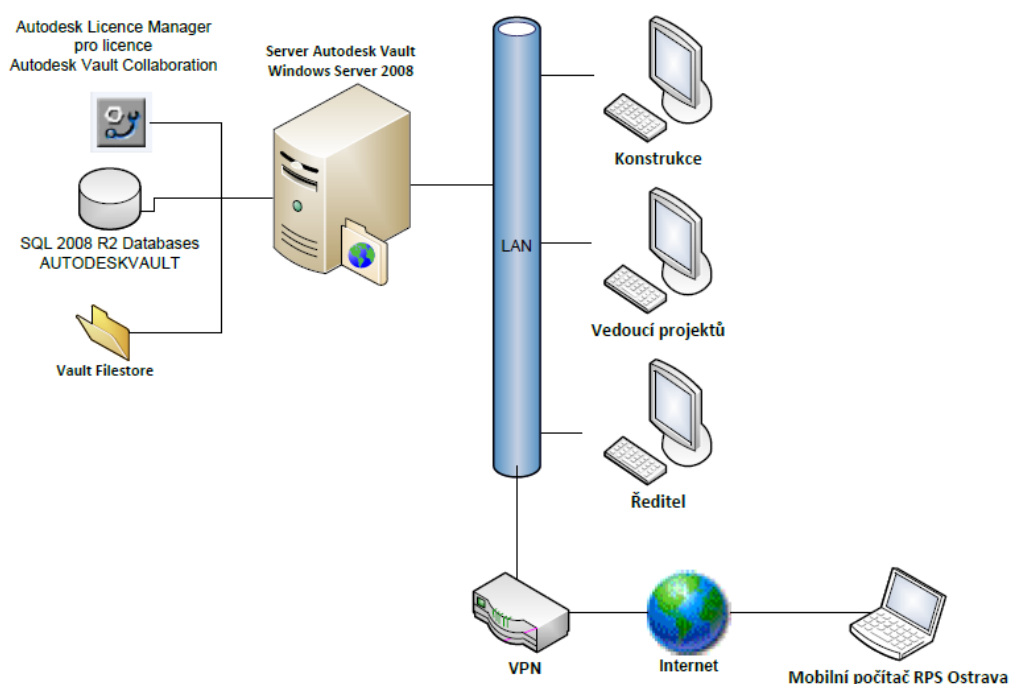 Autodesk Licence Manager
pro licence
Autodesk Vault Collaboration
Server Autodesk Vault
Windows Server 2008
SQL 2008 R2 Databases
AUTODESKVAULT
Vault Filestore
LAN
Konstrukce
Vedoucí projektů
Ředitel
VPN
Internet
Mobilní počítač RPS Ostrava